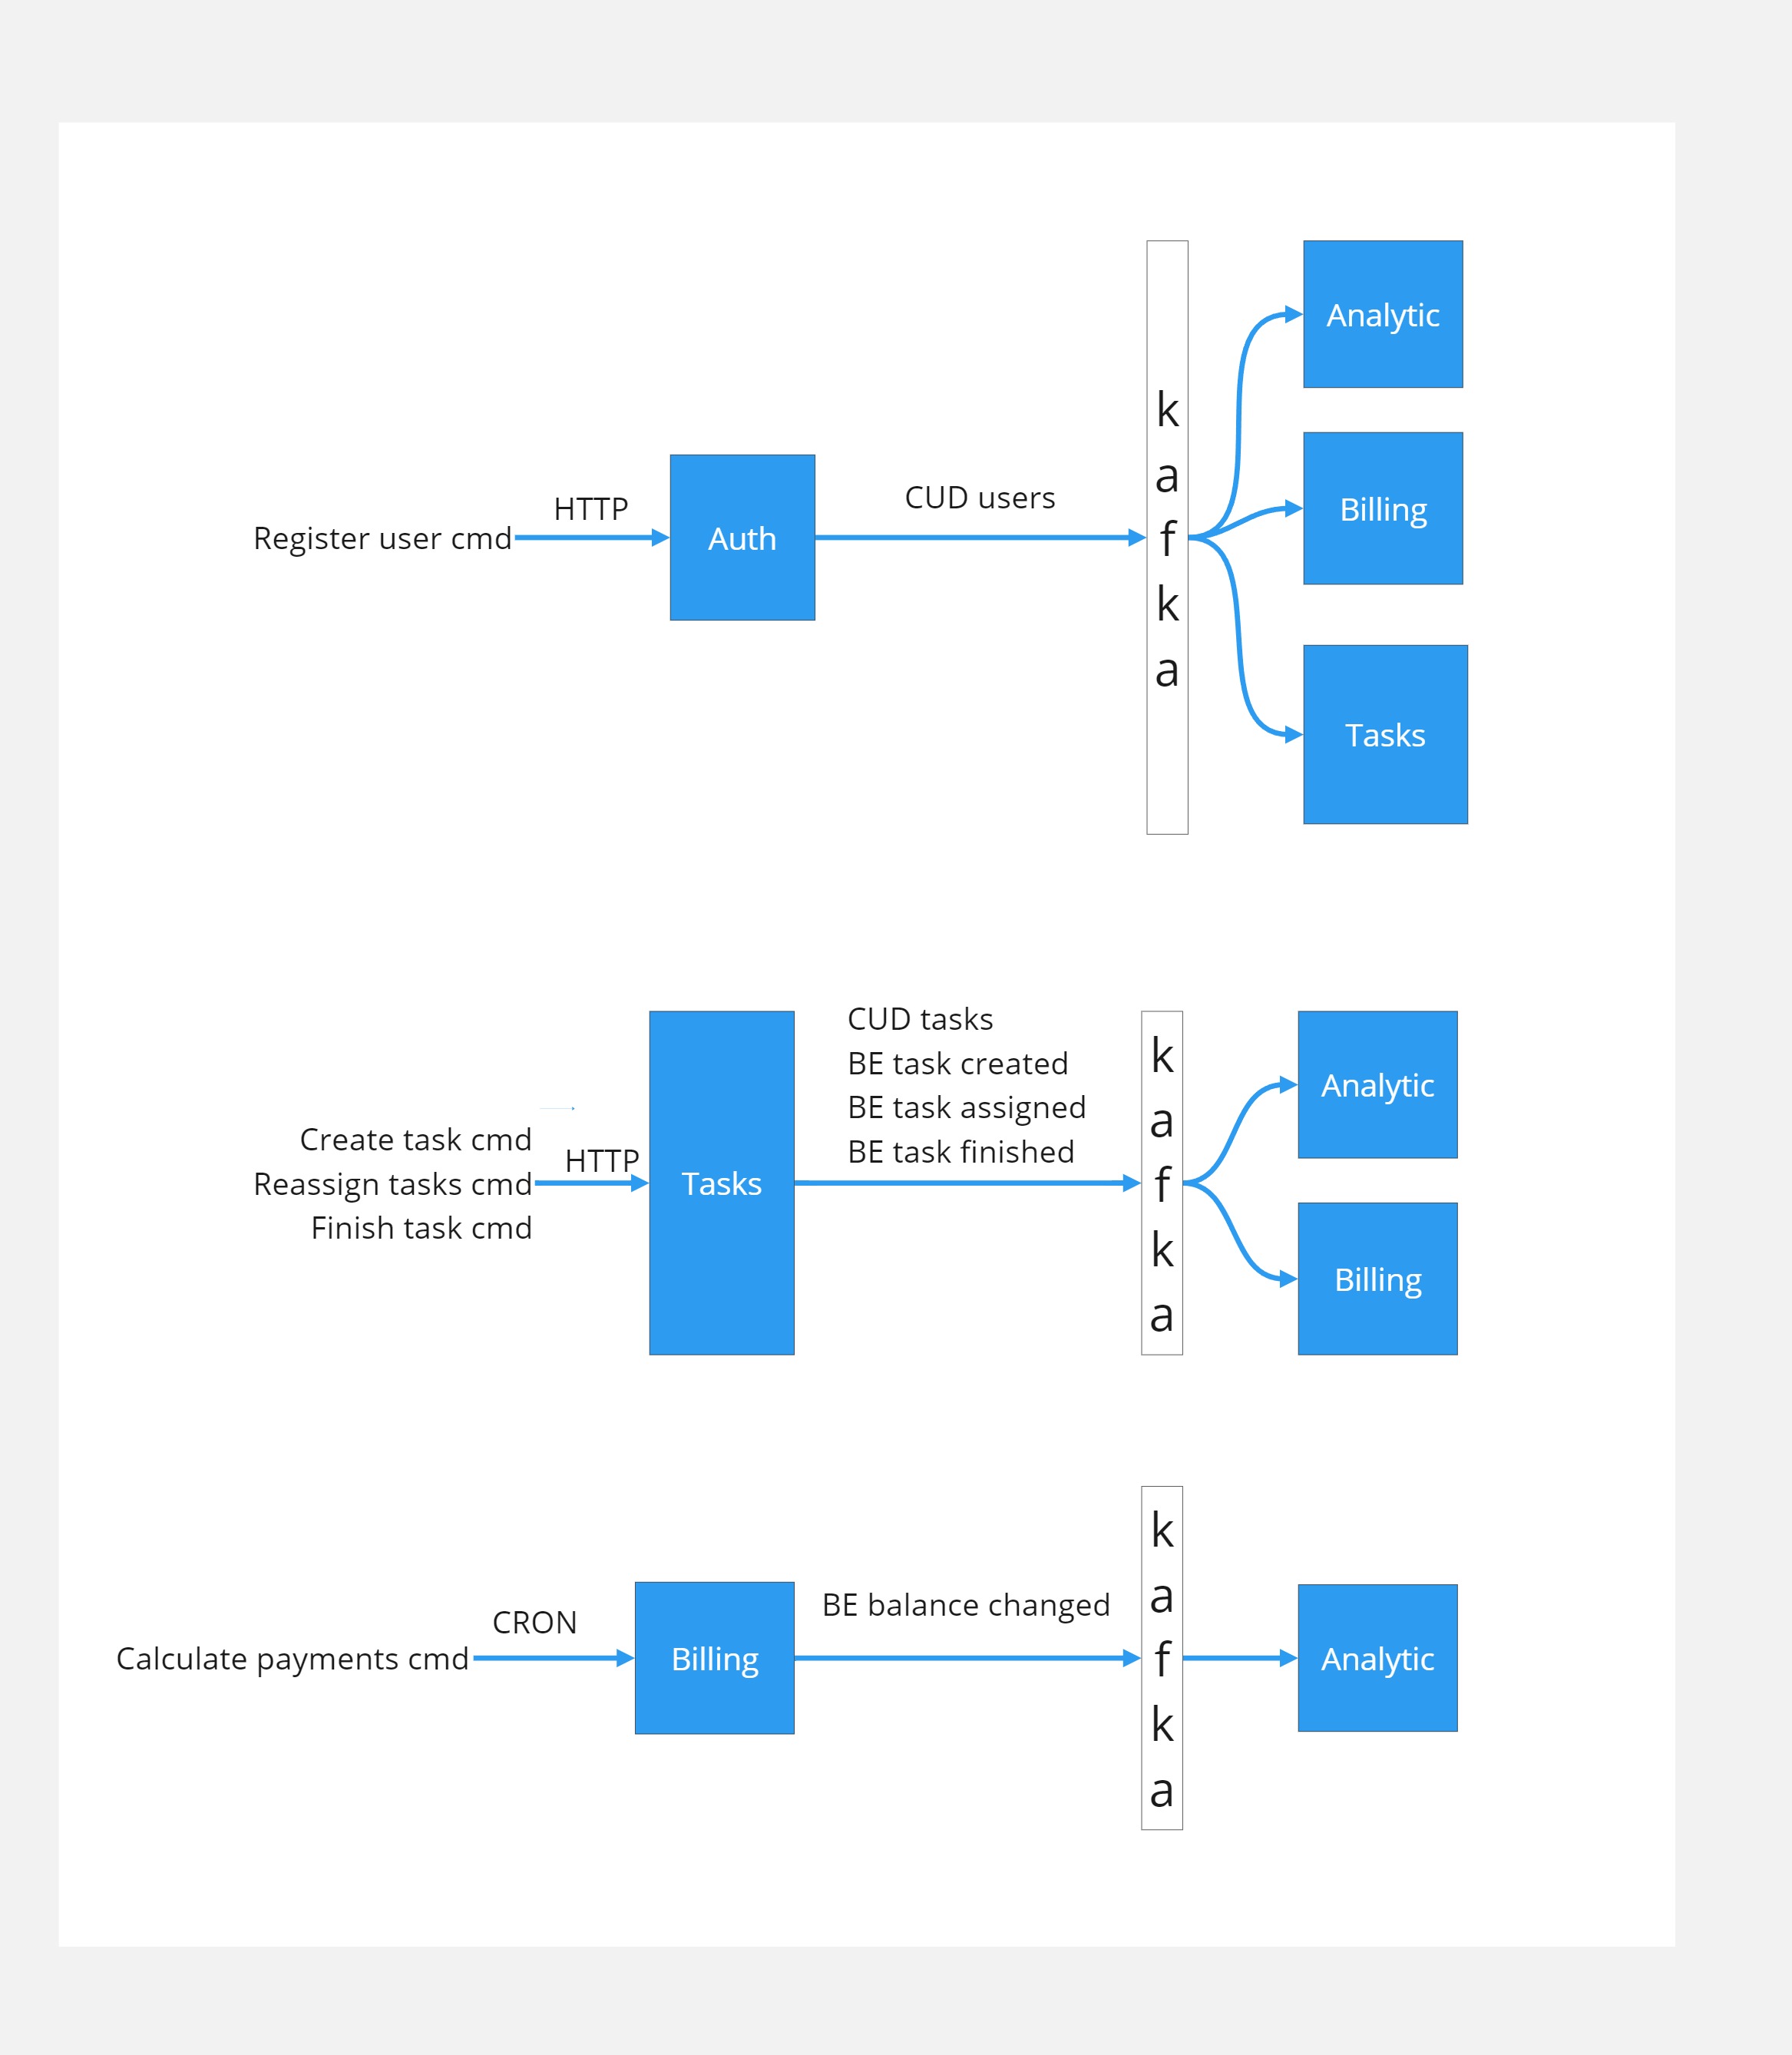 Register user cmd
HTTP
Auth
CUD users
k
a
f
k
a
Analytic
Billing
Tasks
Create task cmd
Reassign tasks cmd
Finish task cmd
HTTP
Tasks
CUD tasks
BE task created
BE task assigned
BE task finished
k
a
f
k
a
Analytic
Billing
Calculate payments cmd
CRON
Billing
BE balance changed
k
a
f
k
a
Analytic